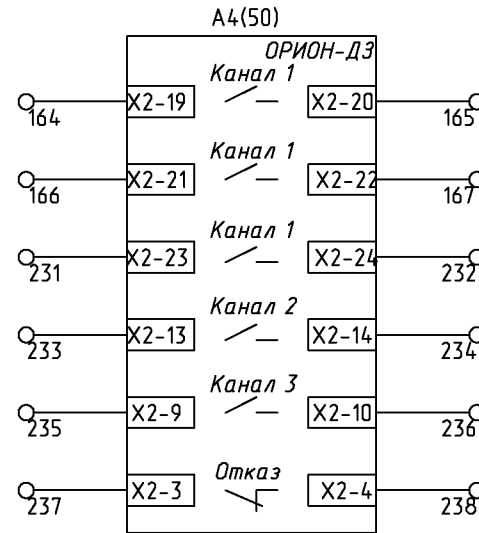 А4(50)
ОРИОН-ДЗ
Канал 1
164 X2-19 X2-20 165
Канал 1
166 X2-21 X2-22 167
Канал 1
231 X2-23 X2-24 232
Канал 2
233 X2-13 X2-14 234
Канал 3
235 X2-9 X2-10 236
Отказ
237 X2-3 X2-4 238